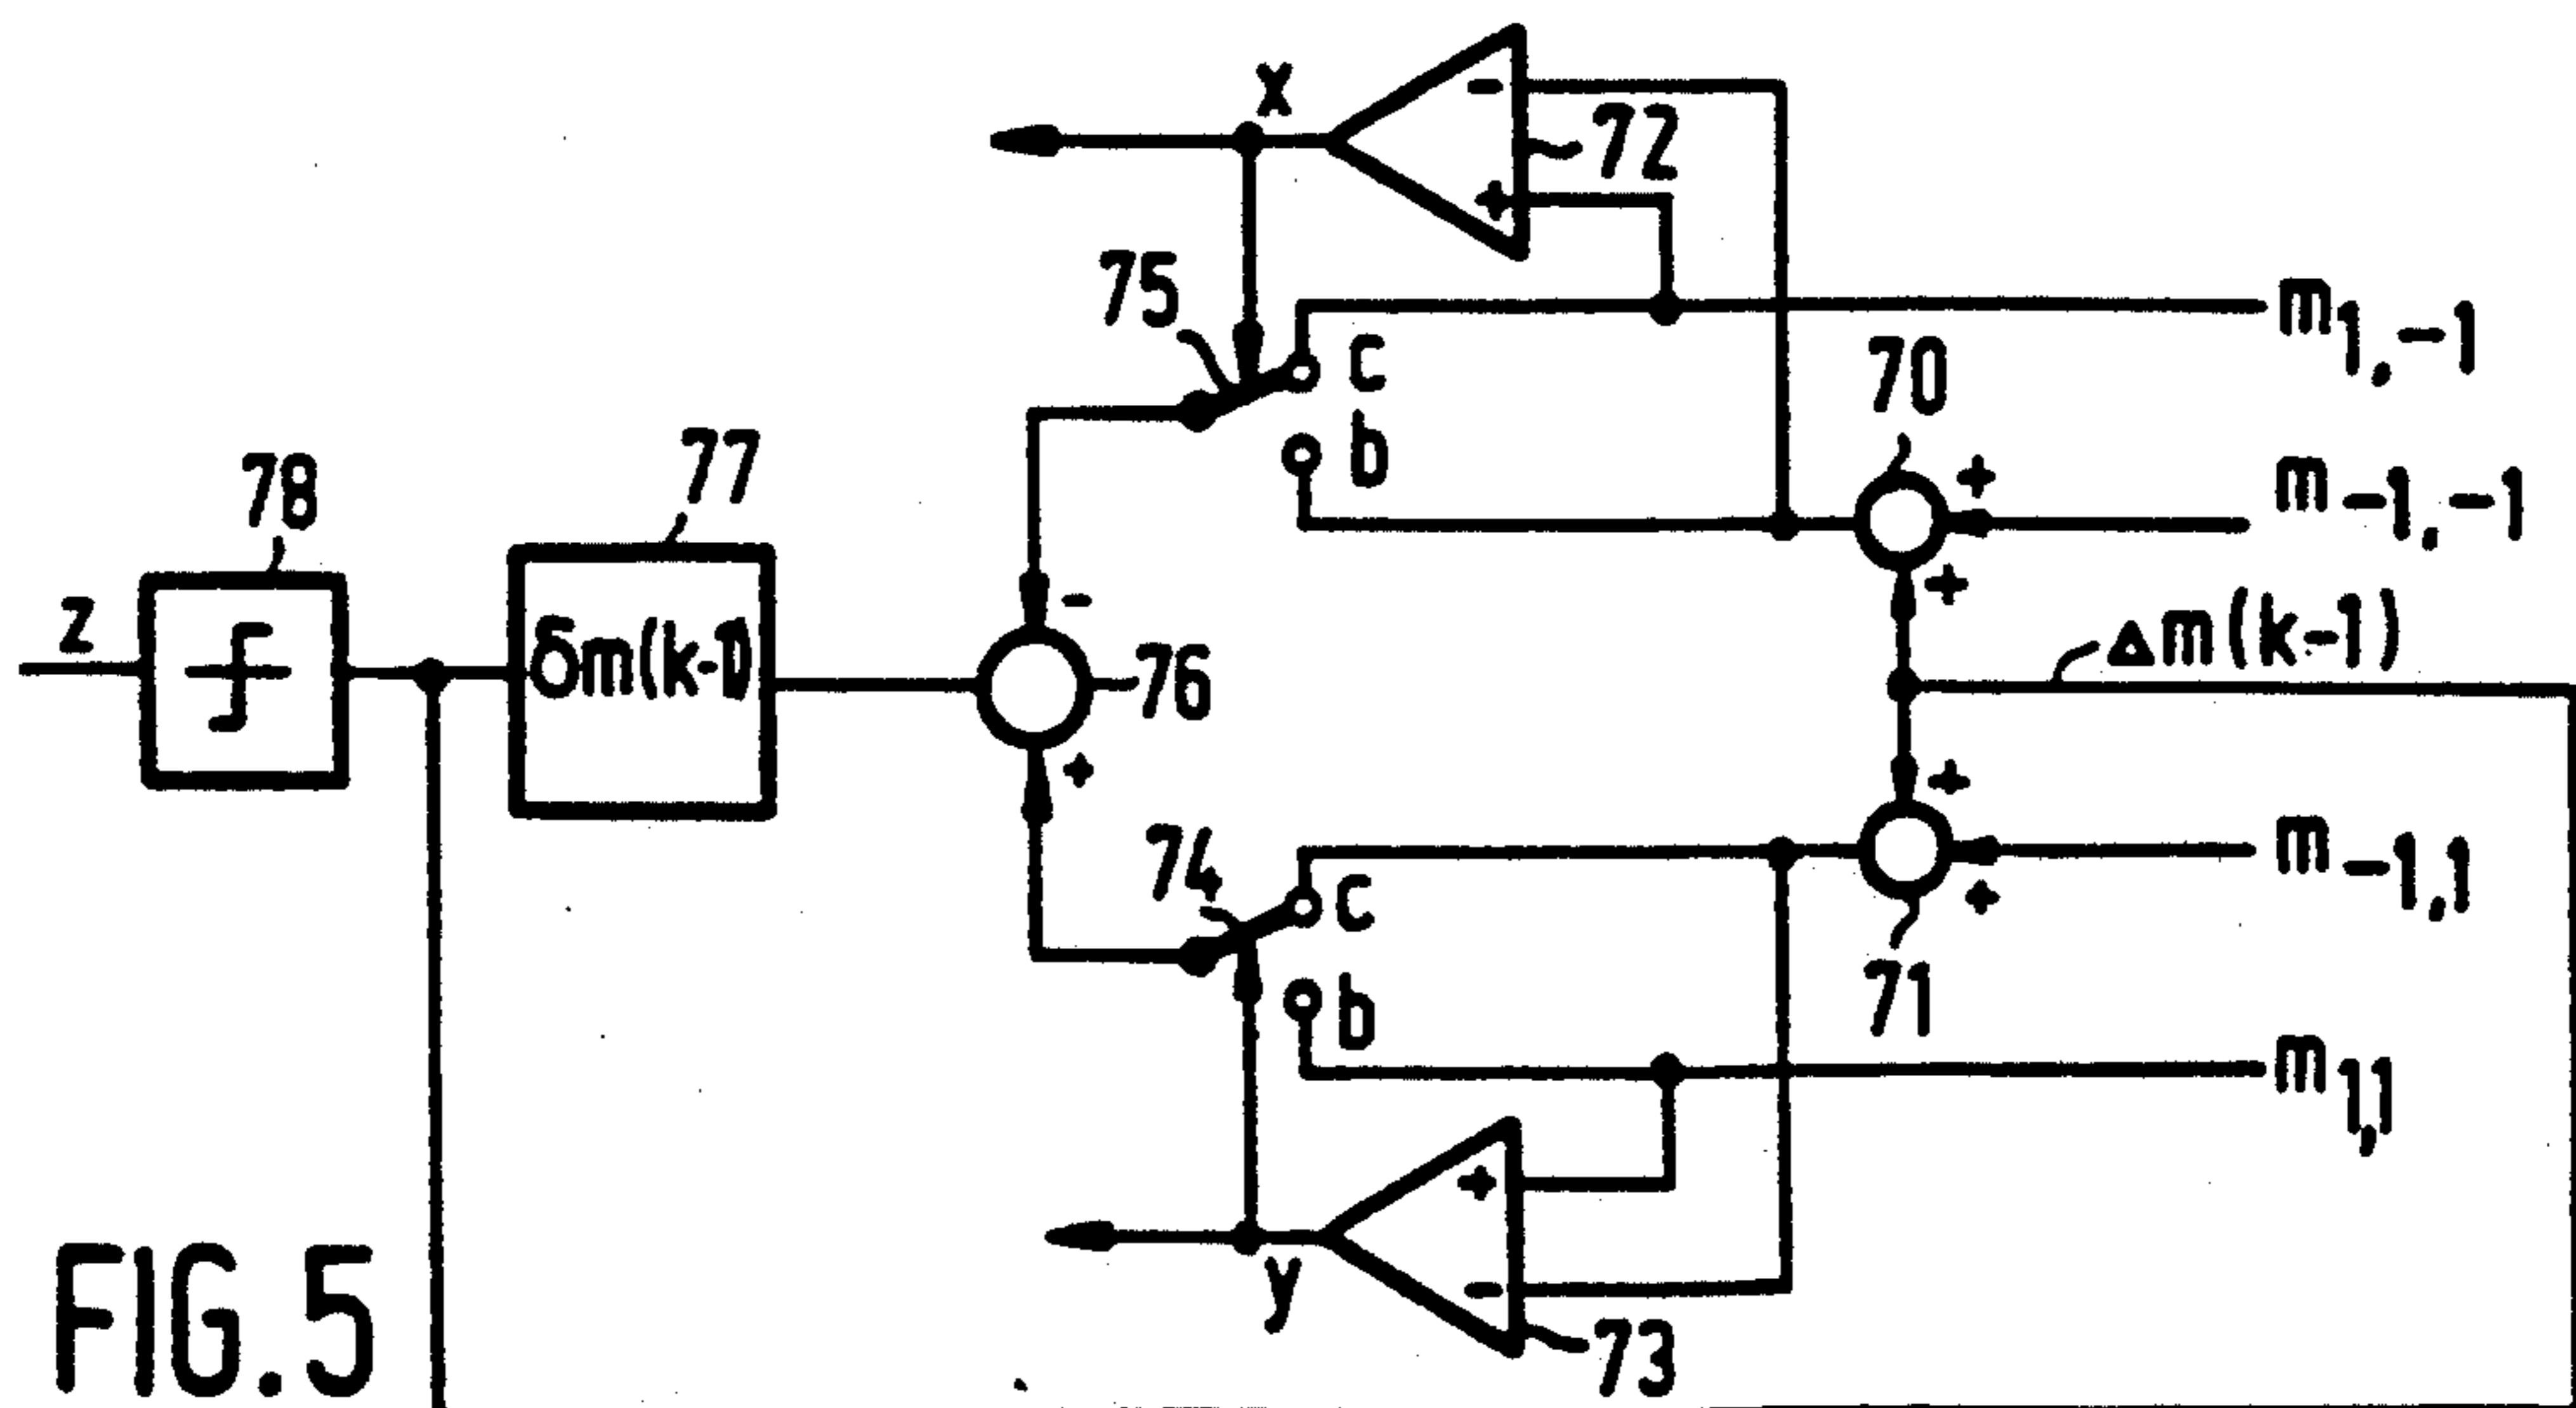 x
-
72
+
75
c
b
m1,-1
70
+
m-1,-1
+
78
77
z
δm(k-1)
-
76
+
Δm(k-1)
+
m-1,1
+
74
c
b
71
m1,1
+
-
y
73
FIG.5